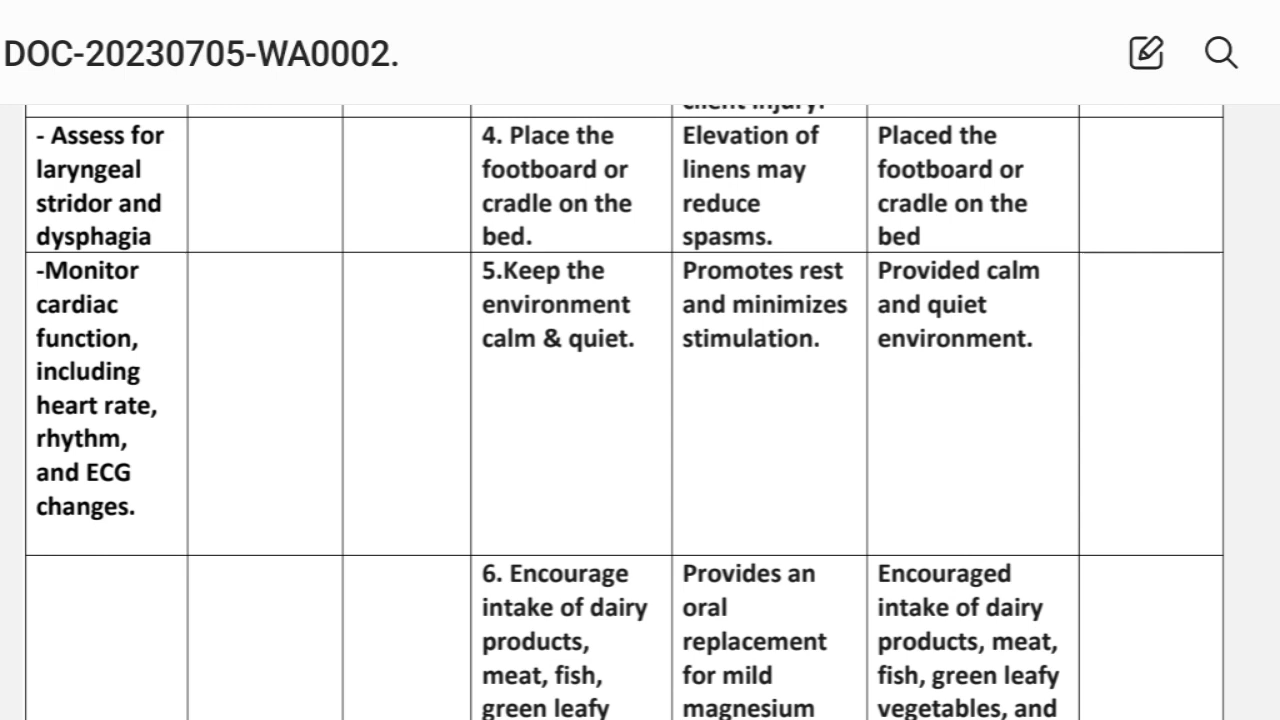 DOC-20230705-WA0002.
client injury.
- Assess for
laryngeal
stridor and
dysphagia
4. Place the
footboard or
cradle on the
bed.
Elevation of
linens may
reduce
spasms.
Placed the
footboard or
cradle on the
bed
-Monitor
cardiac
function,
including
heart rate,
rhythm,
and ECG
changes.
5.Keep the
environment
calm & quiet.
Promotes rest
and minimizes
stimulation.
Provided calm
and quiet
environment.
6. Encourage
intake of dairy
products,
meat, fish,
green leafy
Provides an
oral
replacement
for mild
magnesium
Encouraged
intake of dairy
products, meat,
fish, green leafy
vegetables, and